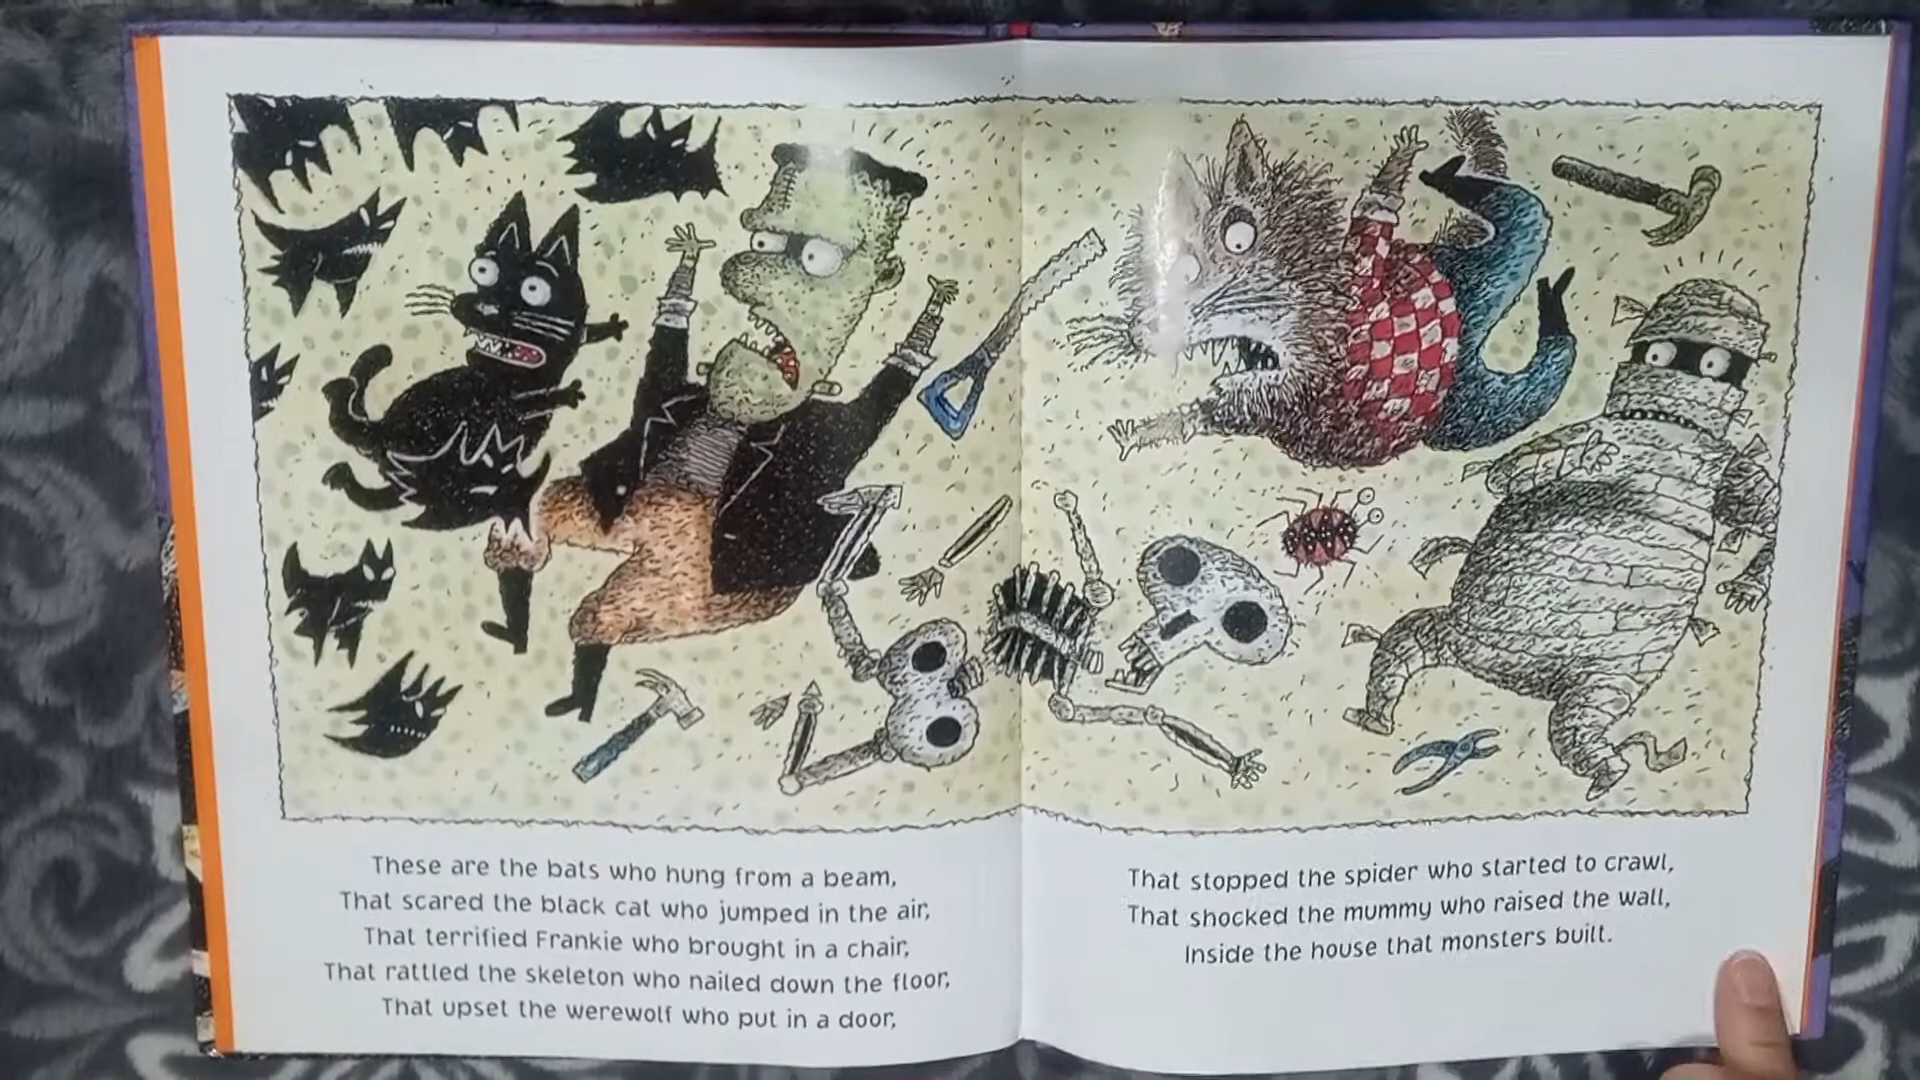 These are the bats who hung from a beam,
That scared the black cat who jumped in the air,
That terrified Frankie who brought in a chair,
That rattled the skeleton who nailed down the floor,
That upset the werewolf who put in a door,
That stopped the spider who started to crawl,
That shocked the mummy who raised the wall,
Inside the house that monsters built.